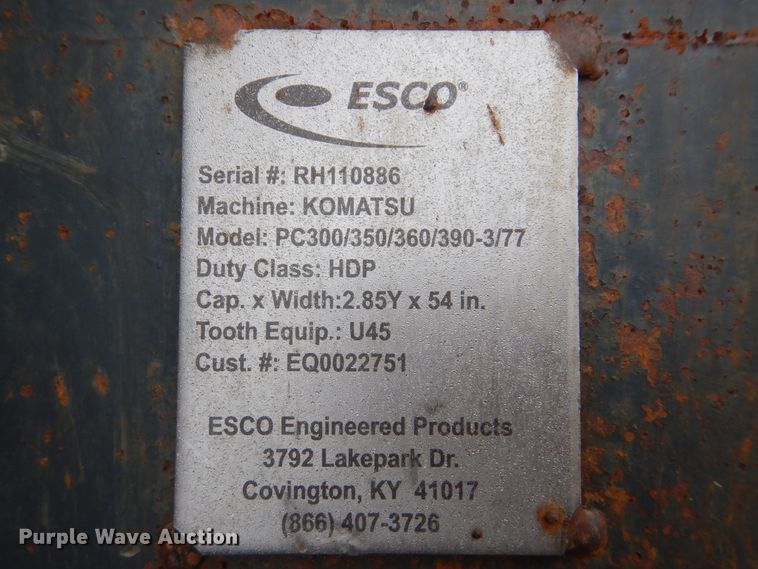 ESCO®
Serial #: RH110886
Machine: KOMATSU
Model: PC300/350/360/390-3/77
Duty Class: HDP
Cap. x Width:2.85Y x 54 in.
Tooth Equip.: U45
Cust. #: EQ0022751
ESCO Engineered Products
3792 Lakepark Dr.
Covington, KY 41017
(866) 407-3726
Purple Wave Auction